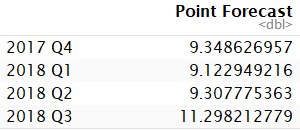 Point Forecast
<dbl>
2017 Q4 9.348626957
2018 Q1 9.122949216
2018 Q2 9.307775363
2018 Q3 11.298212779